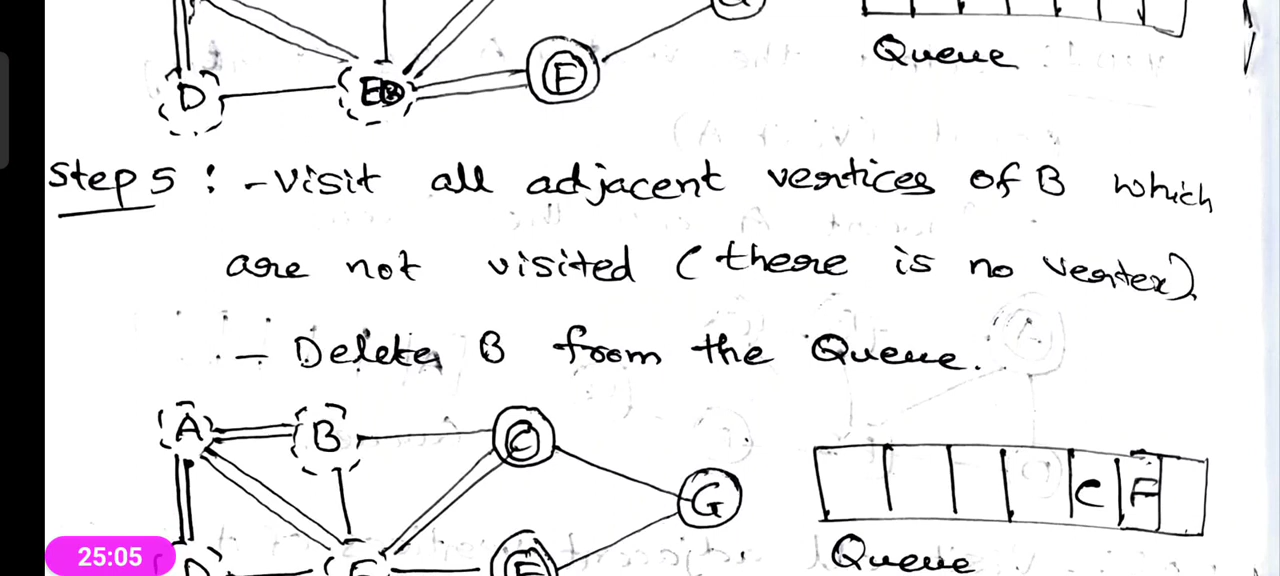 G
Queue
D E F
Step 5 : - Visit all adjacent vertices of B which
are not visited (there is no vertex).
- Delete B from the Queue.
A B C
G
C F
D E F
Queue
25:05